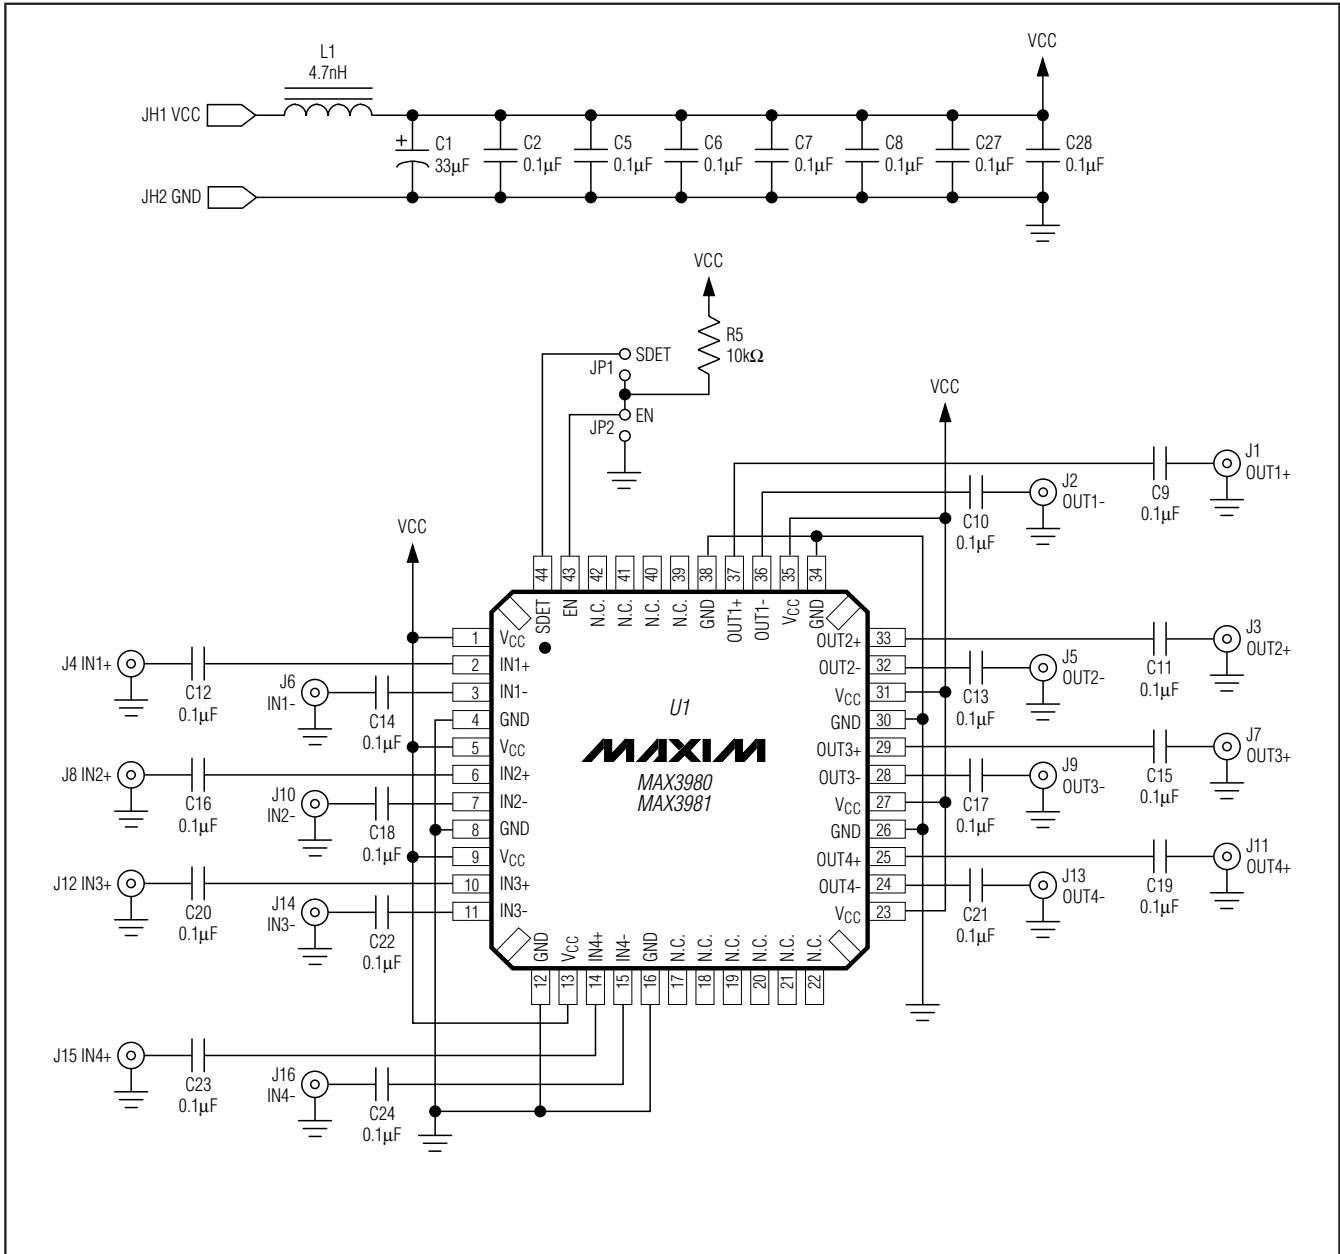 L1
4.7nH
JH1 VCC
JH2 GND
VCC
+
C1
33µF
C2
0.1µF
C5
0.1µF
C6
0.1µF
C7
0.1µF
C8
0.1µF
C27
0.1µF
C28
0.1µF
VCC
R5
10kΩ
SDET
JP1
EN
JP2
VCC
J1
OUT1+
C9
0.1µF
J2
OUT1-
C10
0.1µF
VCC
44
43
42
41
40
39
38
37
36
35
34
SDET
EN
N.C.
N.C.
N.C.
N.C.
GND
OUT1+
OUT1-
VCC
GND
1 VCC
2 IN1+
3 IN1-
4 GND
5 VCC
6 IN2+
7 IN2-
8 GND
9 VCC
10 IN3+
11 IN3-
OUT2+ 33
OUT2- 32
VCC 31
GND 30
OUT3+ 29
OUT3- 28
VCC 27
GND 26
OUT4+ 25
OUT4- 24
VCC 23
U1
MAXIM
MAX3980
MAX3981
J4 IN1+
C12
0.1µF
J6
IN1-
C14
0.1µF
J8 IN2+
C16
0.1µF
J10
IN2-
C18
0.1µF
J12 IN3+
C20
0.1µF
J14
IN3-
C22
0.1µF
J3
OUT2+
C11
0.1µF
J5
OUT2-
C13
0.1µF
J7
OUT3+
C15
0.1µF
J9
OUT3-
C17
0.1µF
J11
OUT4+
C19
0.1µF
J13
OUT4-
C21
0.1µF
GND
VCC
IN4+
IN4-
GND
N.C.
N.C.
N.C.
N.C.
N.C.
N.C.
12
13
14
15
16
17
18
19
20
21
22
J15 IN4+
C23
0.1µF
J16
IN4-
C24
0.1µF